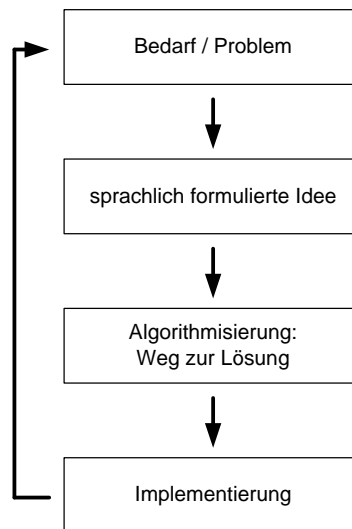 Bedarf / Problem
sprachlich formulierte Idee
Algorithmisierung:
Weg zur Lösung
Implementierung